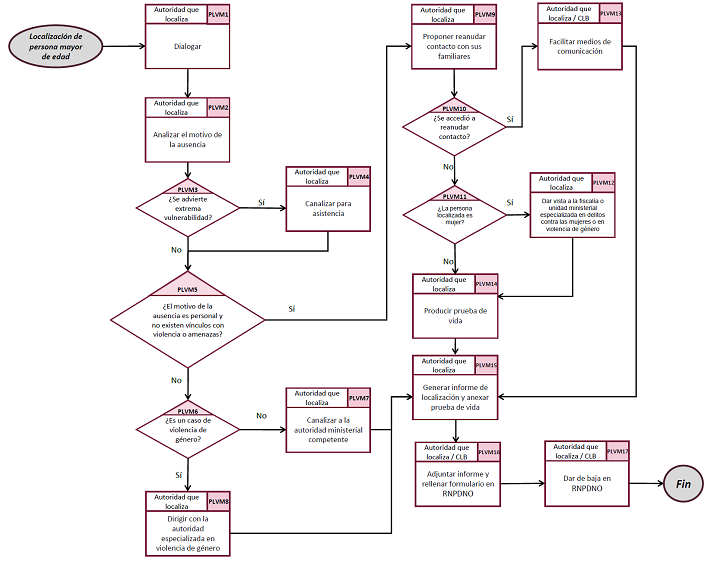 Localización de
persona mayor
de edad
Autoridad que
localiza
PLVM1
Dialogar
Autoridad que
localiza
PLVM2
Analizar el motivo de
la ausencia
PLVM3
¿Se advierte
extrema
vulnerabilidad?
Sí
No
Autoridad que
localiza
PLVM4
Canalizar para
asistencia
PLVM5
¿El motivo de la
ausencia es personal y
no existen vínculos con
violencia o amenazas?
Sí
No
PLVM6
¿Es un caso de
violencia de
género?
No
Sí
Autoridad que
localiza
PLVM7
Canalizar a la
autoridad ministerial
competente
Autoridad que
localiza
PLVM8
Dirigir con la
autoridad
especializada en
violencia de género
Autoridad que
localiza
PLVM9
Proponer reanudar
contacto con sus
familiares
PLVM10
¿Se accedió a
reanudar
contacto?
Sí
No
Autoridad que
localiza / CLB
PLVM13
Facilitar medios de
comunicación
PLVM11
¿La persona
localizada es
mujer?
Sí
No
Autoridad que
localiza
PLVM12
Dar vista a la fiscalía o
unidad ministerial
especializada en delitos
contra las mujeres o en
violencia de género
Autoridad que
localiza
PLVM14
Producir prueba de
vida
Autoridad que
localiza
PLVM15
Generar informe de
localización y anexar
prueba de vida
Autoridad que
localiza / CLB
PLVM16
Adjuntar informe y
rellenar formulario en
RNPDNO
Autoridad que
localiza / CLB
PLVM17
Dar de baja en
RNPDNO
Fin